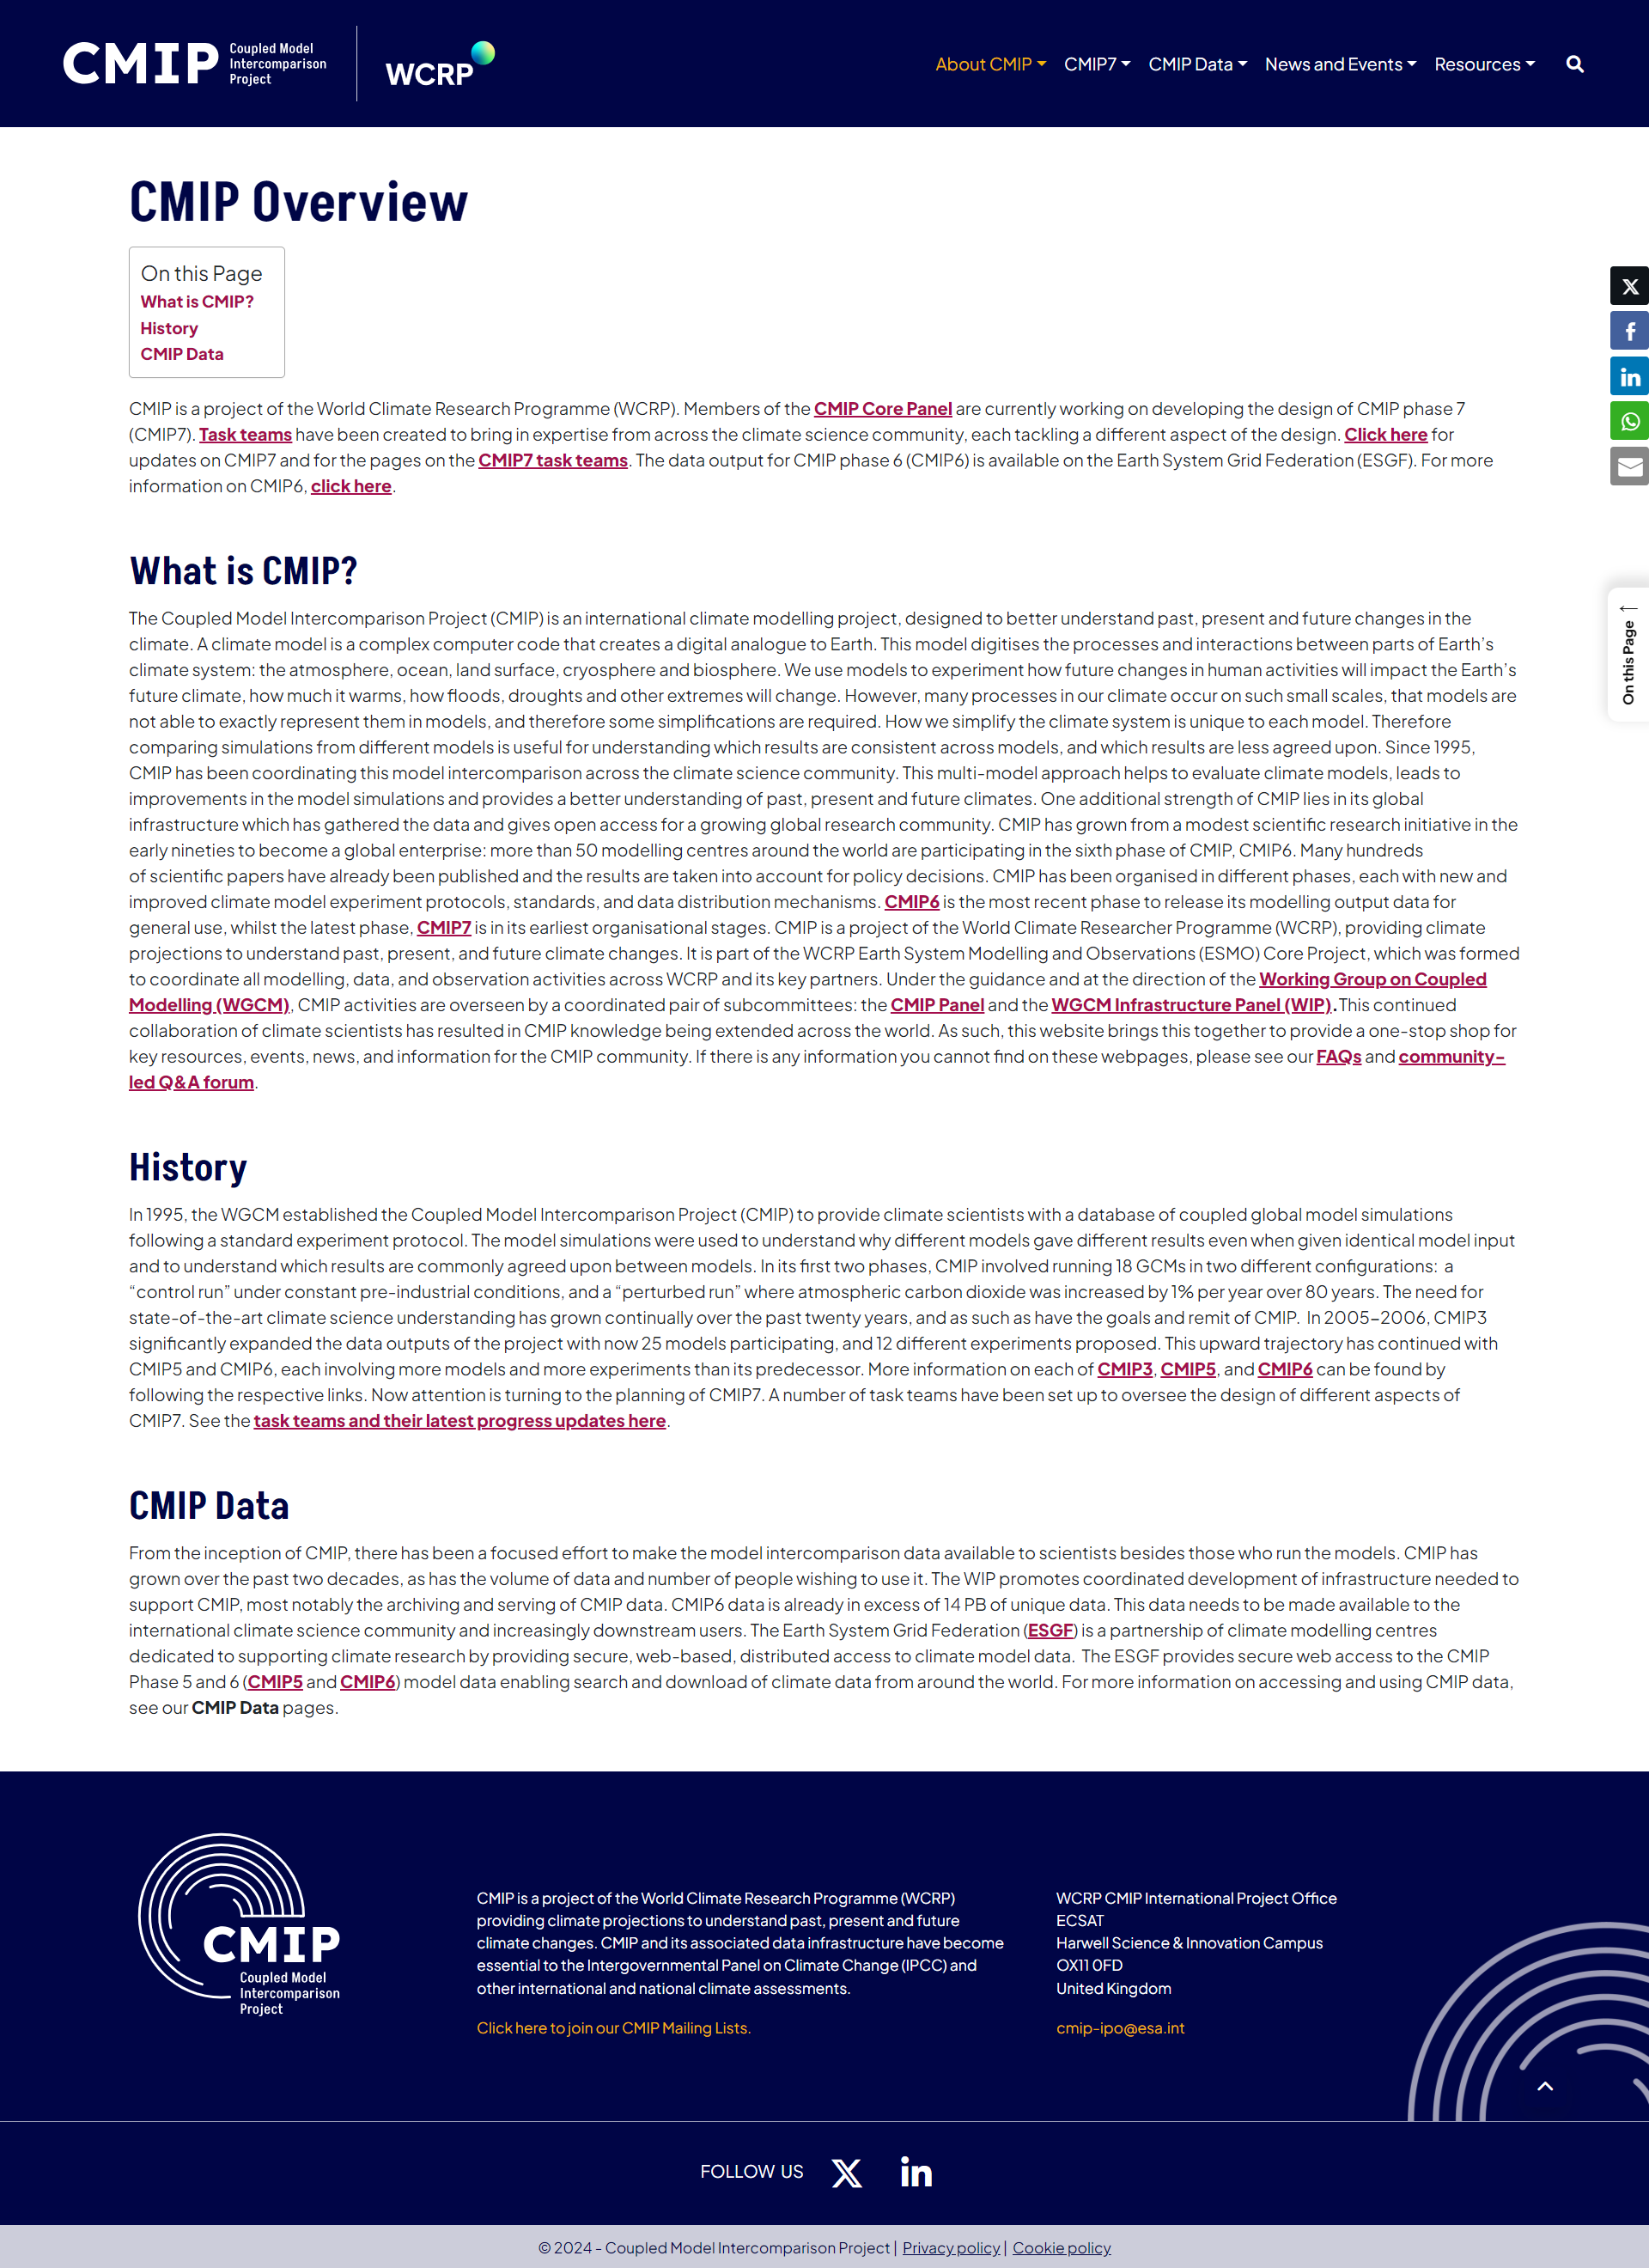 CMIP Coupled Model
Intercomparison
Project
WCRP
About CMIP CMIP7 CMIP Data News and Events Resources
CMIP Overview
On this Page
What is CMIP?
History
CMIP Data
CMIP is a project of the World Climate Research Programme (WCRP). Members of the CMIP Core Panel are currently working on developing the design of CMIP phase 7
(CMIP7). Task teams have been created to bring in expertise from across the climate science community, each tackling a different aspect of the design. Click here for
updates on CMIP7 and for the pages on the CMIP7 task teams. The data output for CMIP phase 6 (CMIP6) is available on the Earth System Grid Federation (ESGF). For more
information on CMIP6, click here.
On this Page
What is CMIP?
The Coupled Model Intercomparison Project (CMIP) is an international climate modelling project, designed to better understand past, present and future changes in the
climate. A climate model is a complex computer code that creates a digital analogue to Earth. This model digitises the processes and interactions between parts of Earth's
climate system: the atmosphere, ocean, land surface, cryosphere and biosphere. We use models to experiment how future changes in human activities will impact the Earth's
future climate, how much it warms, how floods, droughts and other extremes will change. However, many processes in our climate occur on such small scales, that models are
not able to exactly represent them in models, and therefore some simplifications are required. How we simplify the climate system is unique to each model. Therefore
comparing simulations from different models is useful for understanding which results are consistent across models, and which results are less agreed upon. Since 1995,
CMIP has been coordinating this model intercomparison across the climate science community. This multi-model approach helps to evaluate climate models, leads to
improvements in the model simulations and provides a better understanding of past, present and future climates. One additional strength of CMIP lies in its global
infrastructure which has gathered the data and gives open access for a growing global research community. CMIP has grown from a modest scientific research initiative in the
early nineties to become a global enterprise: more than 50 modelling centres around the world are participating in the sixth phase of CMIP, CMIP6. Many hundreds
of scientific papers have already been published and the results are taken into account for policy decisions. CMIP has been organised in different phases, each with new and
improved climate model experiment protocols, standards, and data distribution mechanisms. CMIP6 is the most recent phase to release its modelling output data for
general use, whilst the latest phase, CMIP7 is in its earliest organisational stages. CMIP is a project of the World Climate Researcher Programme (WCRP), providing climate
projections to understand past, present, and future climate changes. It is part of the WCRP Earth System Modelling and Observations (ESMO) Core Project, which was formed
to coordinate all modelling, data, and observation activities across WCRP and its key partners. Under the guidance and at the direction of the Working Group on Coupled
Modelling (WGCM), CMIP activities are overseen by a coordinated pair of subcommittees: the CMIP Panel and the WGCM Infrastructure Panel (WIP).This continued
collaboration of climate scientists has resulted in CMIP knowledge being extended across the world. As such, this website brings this together to provide a one-stop shop for
key resources, events, news, and information for the CMIP community. If there is any information you cannot find on these webpages, please see our FAQs and community-
led Q&A forum.
History
In 1995, the WGCM established the Coupled Model Intercomparison Project (CMIP) to provide climate scientists with a database of coupled global model simulations
following a standard experiment protocol. The model simulations were used to understand why different models gave different results even when given identical model input
and to understand which results are commonly agreed upon between models. In its first two phases, CMIP involved running 18 GCMs in two different configurations: a
“control run” under constant pre-industrial conditions, and a “perturbed run” where atmospheric carbon dioxide was increased by 1% per year over 80 years. The need for
state-of-the-art climate science understanding has grown continually over the past twenty years, and as such as have the goals and remit of CMIP. In 2005–2006, CMIP3
significantly expanded the data outputs of the project with now 25 models participating, and 12 different experiments proposed. This upward trajectory has continued with
CMIP5 and CMIP6, each involving more models and more experiments than its predecessor. More information on each of CMIP3, CMIP5, and CMIP6 can be found by
following the respective links. Now attention is turning to the planning of CMIP7. A number of task teams have been set up to oversee the design of different aspects of
CMIP7. See the task teams and their latest progress updates here.
CMIP Data
From the inception of CMIP, there has been a focused effort to make the model intercomparison data available to scientists besides those who run the models. CMIP has
grown over the past two decades, as has the volume of data and number of people wishing to use it. The WIP promotes coordinated development of infrastructure needed to
support CMIP, most notably the archiving and serving of CMIP data. CMIP6 data is already in excess of 14 PB of unique data. This data needs to be made available to the
international climate science community and increasingly downstream users. The Earth System Grid Federation (ESGF) is a partnership of climate modelling centres
dedicated to supporting climate research by providing secure, web-based, distributed access to climate model data. The ESGF provides secure web access to the CMIP
Phase 5 and 6 (CMIP5 and CMIP6) model data enabling search and download of climate data from around the world. For more information on accessing and using CMIP data,
see our CMIP Data pages.
CMIP
Coupled Model
Intercomparison
Project
CMIP is a project of the World Climate Research Programme (WCRP)
providing climate projections to understand past, present and future
climate changes. CMIP and its associated data infrastructure have become
essential to the Intergovernmental Panel on Climate Change (IPCC) and
other international and national climate assessments.
Click here to join our CMIP Mailing Lists.
WCRP CMIP International Project Office
ECSAT
Harwell Science & Innovation Campus
OX11 0FD
United Kingdom
cmip-ipo@esa.int
FOLLOW US
© 2024 - Coupled Model Intercomparison Project | Privacy policy | Cookie policy